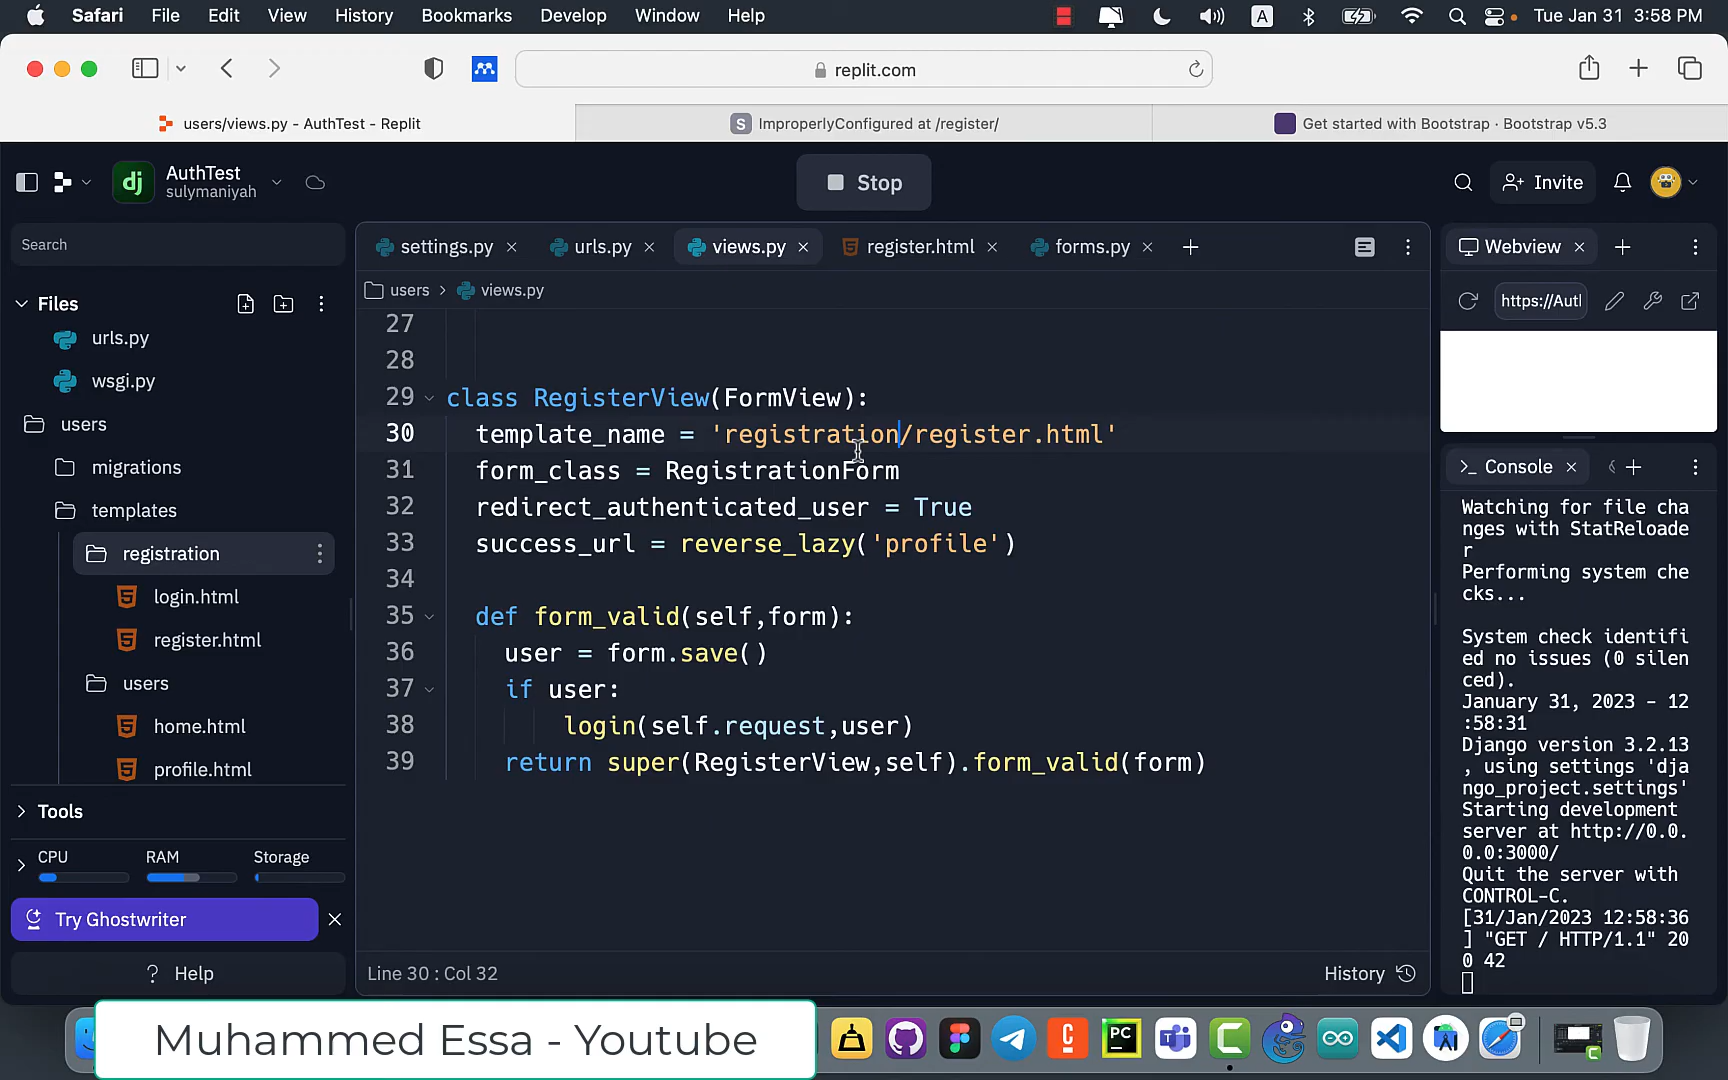 Safari File Edit View History Bookmarks Develop Window Help A Tue Jan 31 3:58 PM
replit.com
users/views.py - AuthTest - Replit
S ImproperlyConfigured at /register/
Get started with Bootstrap · Bootstrap v5.3
dj AuthTest
sulymaniyah
Stop
Invite
Search
Files
urls.py
wsgi.py
users
migrations
templates
registration
login.html
register.html
users
home.html
profile.html
Tools
CPU RAM Storage
Try Ghostwriter
? Help
settings.py urls.py views.py register.html forms.py
users > views.py
27
28
29 class RegisterView(FormView):
30 template_name = 'registration/register.html'
31 form_class = RegistrationForm
32 redirect_authenticated_user = True
33 success_url = reverse_lazy('profile')
34
35 def form_valid(self,form):
36 user = form.save()
37 if user:
38 login(self.request,user)
39 return super(RegisterView,self).form_valid(form)
Line 30 : Col 32
History
Webview
https://Aut
>_ Console
Watching for file cha
nges with StatReloade
r
Performing system che
cks...
System check identifi
ed no issues (0 silen
ced).
January 31, 2023 - 12
:58:31
Django version 3.2.13
, using settings 'dja
ngo_project.settings'
Starting development
server at http://0.0.
0.0:3000/
Quit the server with
CONTROL-C.
[31/Jan/2023 12:58:36
] "GET / HTTP/1.1" 20
0 42
Muhammed Essa - Youtube
PC